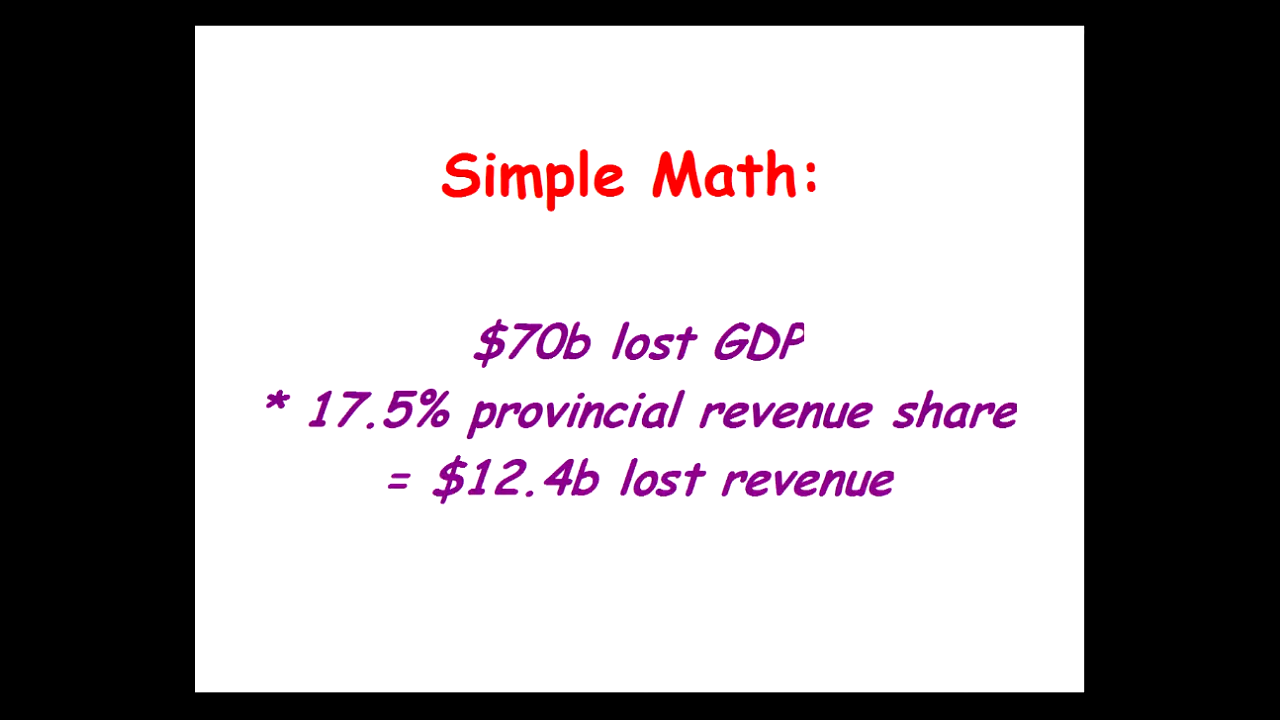 Simple Math:
$70b lost GDP
* 17.5% provincial revenue share
= $12.4b lost revenue